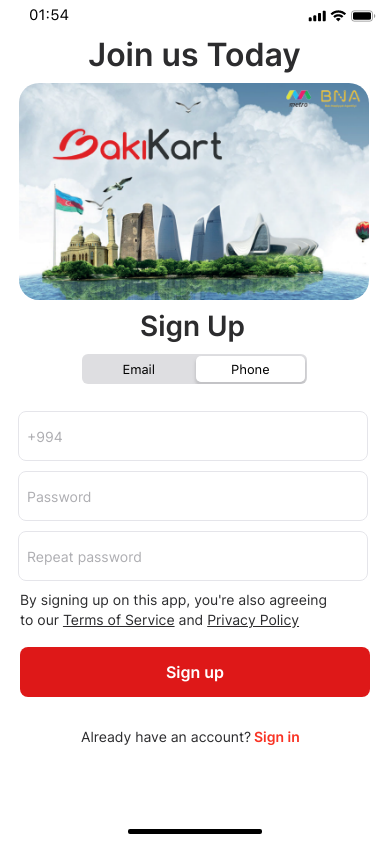 01:54
Join us Today
metro
BNA
BakiKart
Sign Up
Email
Phone
+994
Password
Repeat password
By signing up on this app, you're also agreeing
to our Terms of Service and Privacy Policy
Sign up
Already have an account? Sign in